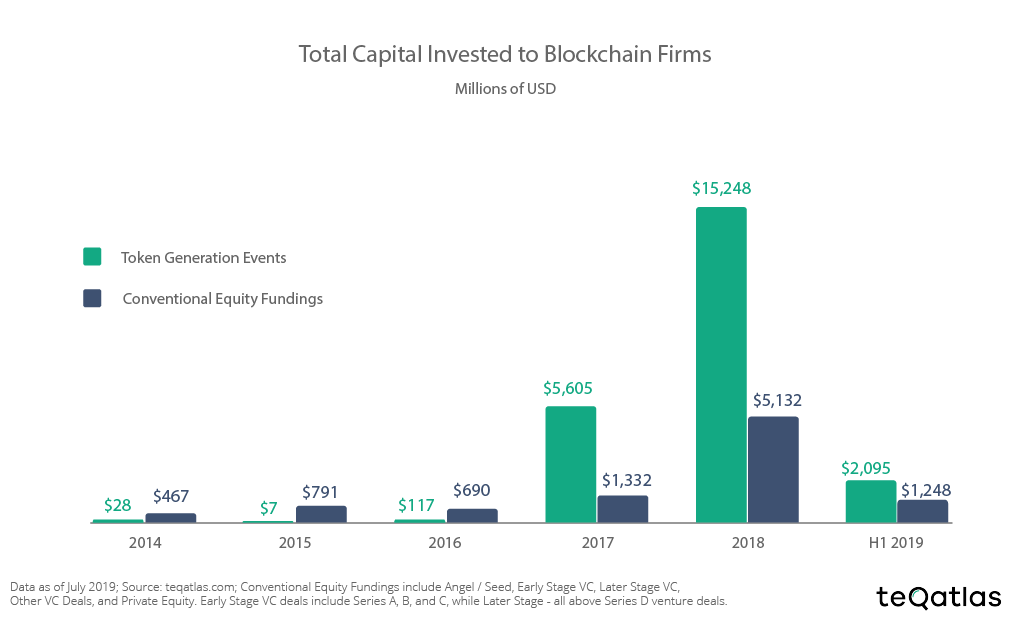 Total Capital Invested to Blockchain Firms
Millions of USD
$15,248
Token Generation Events
Conventional Equity Fundings
$5,605
$5,132
$2,095
$1,332
$1,248
$28
$467
$7
$791
$117
$690
2014
2015
2016
2017
2018
H1 2019
Data as of July 2019; Source: teqatlas.com; Conventional Equity Fundings include Angel / Seed, Early Stage VC, Later Stage VC,
Other VC Deals, and Private Equity. Early Stage VC deals include Series A, B, and C, while Later Stage - all above Series D venture deals.
teQatlas